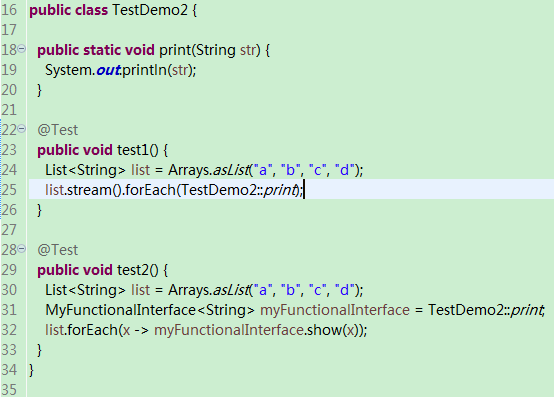 16 public class TestDemo2 {
17
18 public static void print(String str) {
19 System.out.println(str);
20 }
21
22 @Test
23 public void test1() {
24 List<String> list = Arrays.asList("a", "b", "c", "d");
25 list.stream().forEach(TestDemo2::print);
26 }
27
28 @Test
29 public void test2() {
30 List<String> list = Arrays.asList("a", "b", "c", "d");
31 MyFunctionalInterface<String> myFunctionalInterface = TestDemo2::print;
32 list.forEach(x -> myFunctionalInterface.show(x));
33 }
34 }
35